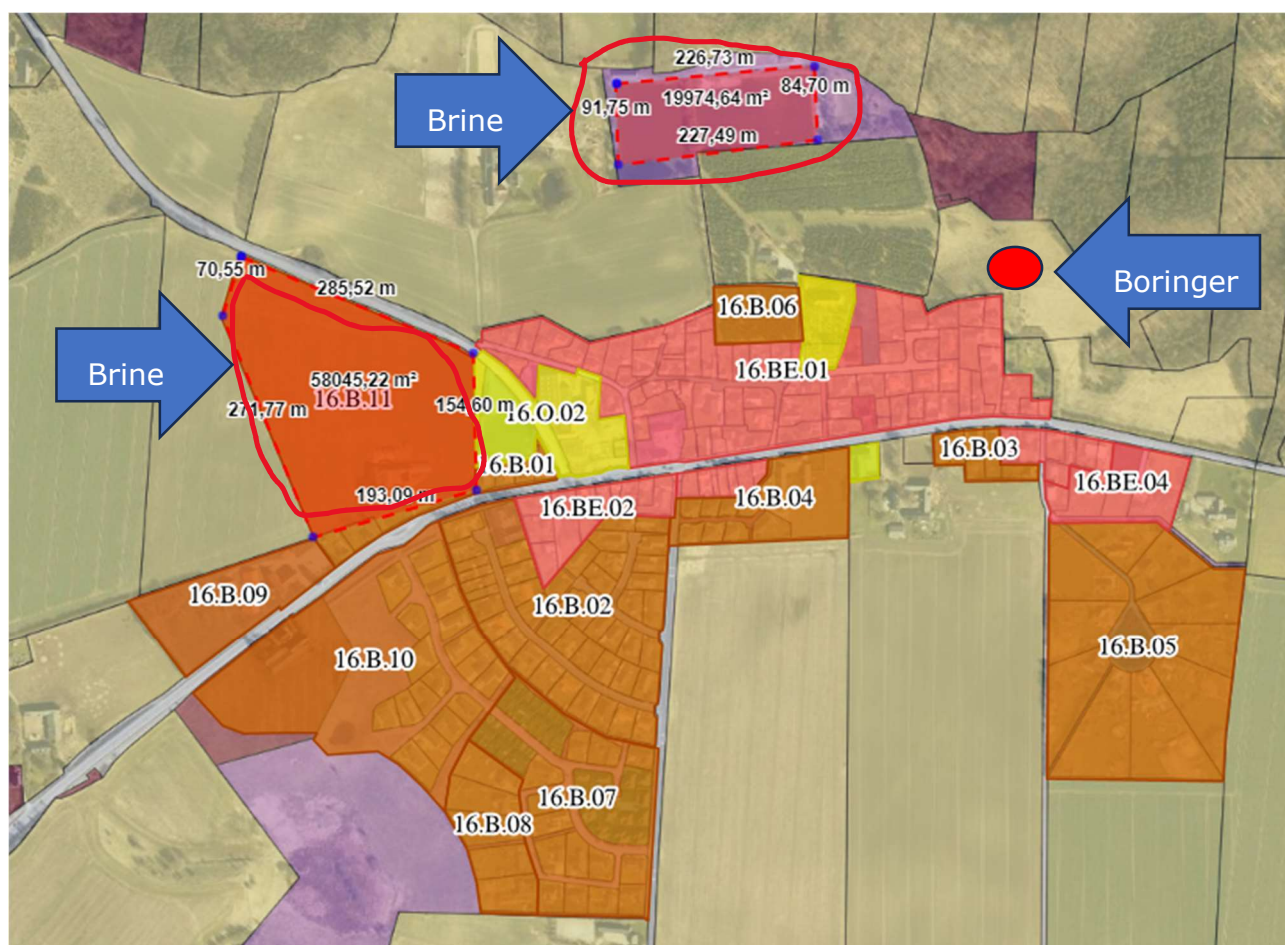 226,73 m
84,70 m
Brine
91,75 m
19974,64 m²
227,49 m
70,55 m
285,52 m
Boringer
16.B.06
Brine
58045,22 m²
16.B.11
271,77 m
154,60 m
16.O.02
16.BE.01
16.B.01
193,09 m
16.B.03
16.B.04
16.BE.04
16.BE.02
16.B.09
16.B.02
16.B.10
16.B.05
16.B.07
16.B.08